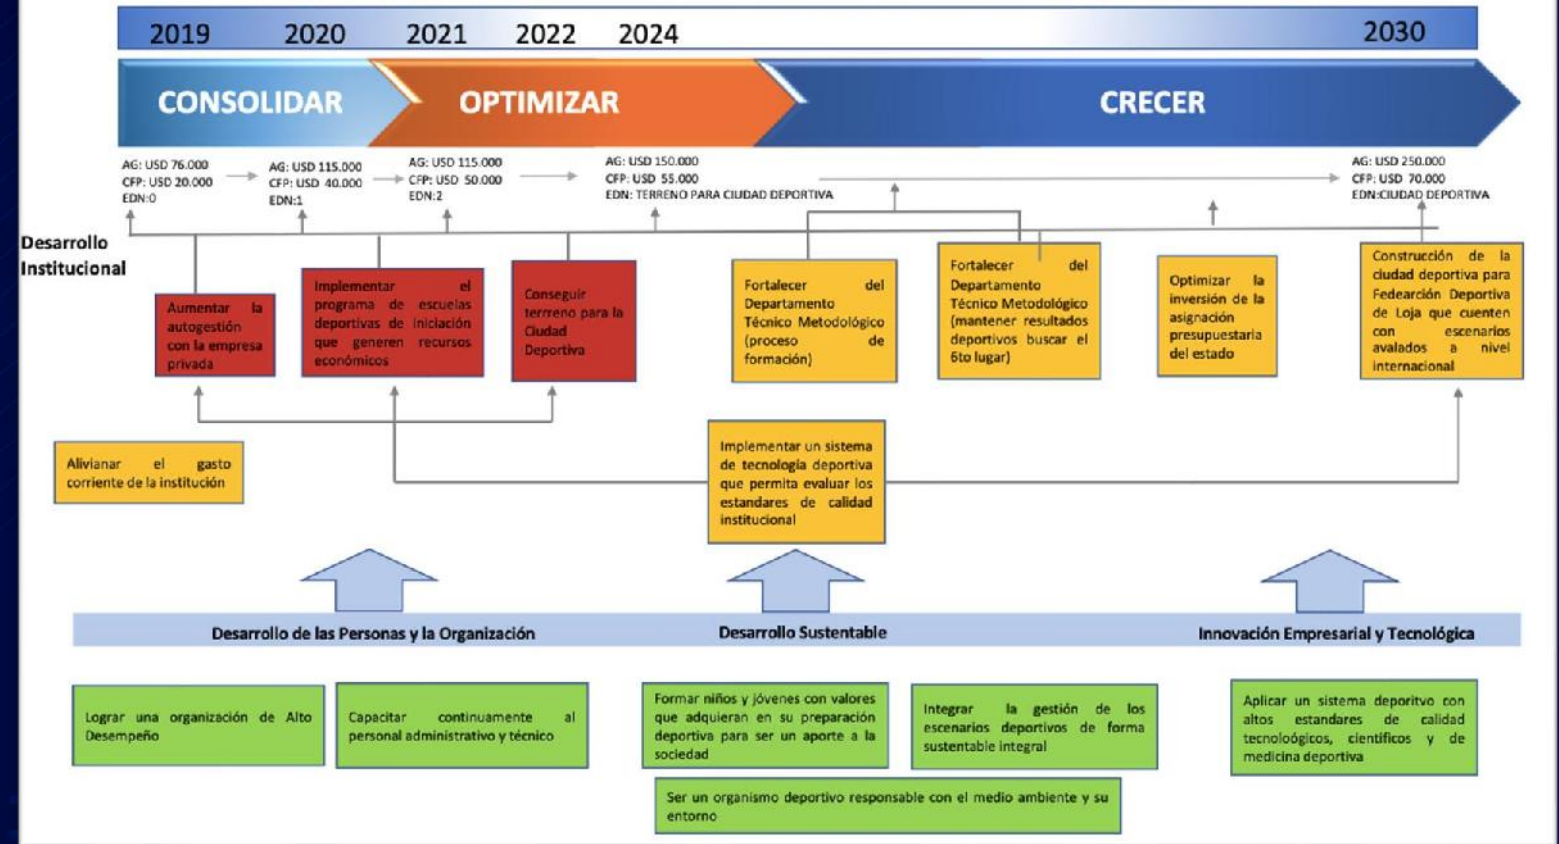 2019 2020 2021 2022 2024 2030
CONSOLIDAR OPTIMIZAR CRECER
AG: USD 76.000
CFP: USD 20.000
EDN:0
AG: USD 115.000
CFP: USD 40.000
EDN:1
AG: USD 115.000
CFP: USD 50.000
EDN:2
AG: USD 150.000
CFP: USD 55.000
EDN: TERRENO PARA CIUDAD DEPORTIVA
AG: USD 250.000
CFP: USD 70.000
EDN:CIUDAD DEPORTIVA
Desarrollo
Institucional
Aumentar la
autogestión
con la empresa
privada
Implementar el
programa de escuelas
deportivas de iniciación
que generen recursos
económicos
Conseguir
terrreno para la
Ciudad
Deportiva
Fortalecer del
Departamento
Técnico Metodológico
(proceso de
formación)
Fortalecer del
Departamento
Técnico Metodológico
(mantener resultados
deportivos buscar el
6to lugar)
Optimizar la
inversión de la
asignación
presupuestaria
del estado
Construcción de la
ciudad deportiva para
Fedearción Deportiva
de Loja que cuenten
con escenarios
avalados a nivel
internacional
Alivianar el gasto
corriente de la institución
Implementar un sistema
de tecnología deportiva
que permita evaluar los
estandares de calidad
institucional
Desarrollo de las Personas y la Organización
Desarrollo Sustentable
Innovación Empresarial y Tecnológica
Lograr una organización de Alto
Desempeño
Capacitar continuamente al
personal administrativo y técnico
Formar niños y jóvenes con valores
que adquieran en su preparación
deportiva para ser un aporte a la
sociedad
Integrar la gestión de los
escenarios deportivos de forma
sustentable integral
Aplicar un sistema deporitvo con
altos estandares de calidad
tecnoloógicos, científicos y de
medicina deportiva
Ser un organismo deportivo responsable con el medio ambiente y su
entorno